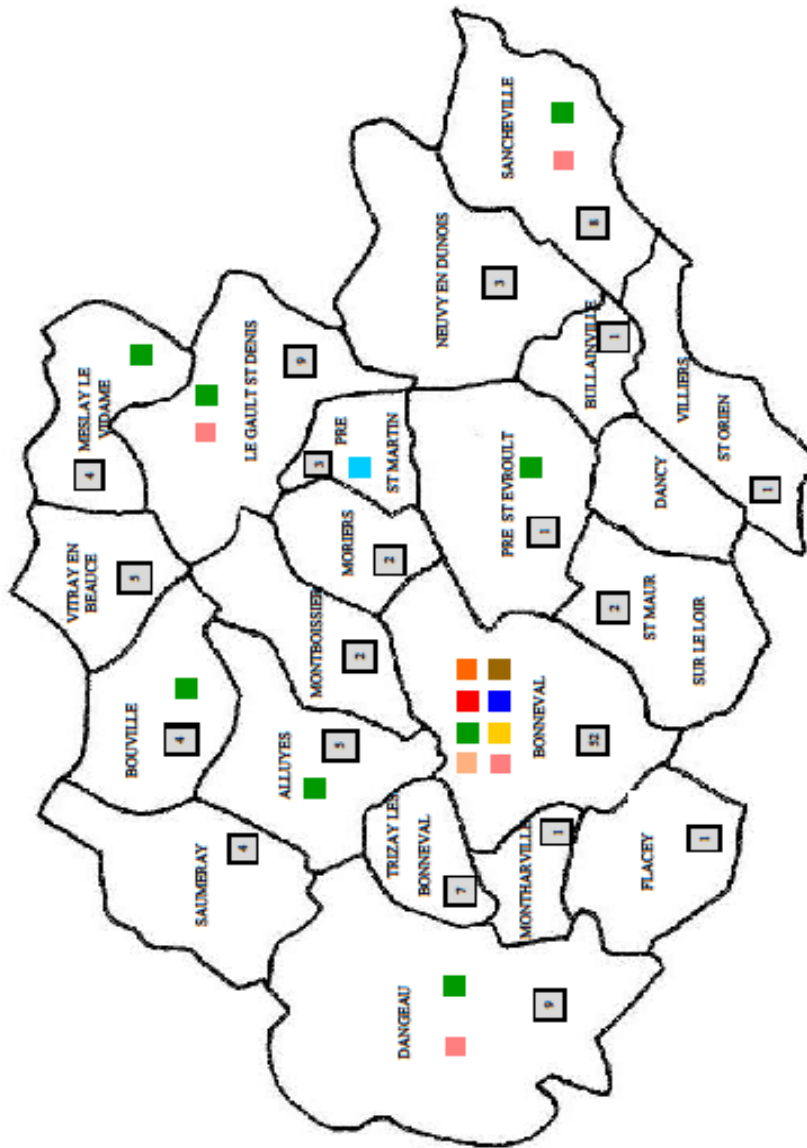 VITRAY EN
BEAUCE
5
MESLAY LE
VIDAME
4
BOUVILLE
4
SAUMERAY
4
LE GAULT ST DENIS
9
ALLUYES
5
MONTBOISSIER
2
MORIERS
2
PRE
ST MARTIN
3
NEUVY EN DUNOIS
3
SANCHEVILLE
8
DANGEAU
9
TRIZAY LES
BONNEVAL
7
MONTHARVILLE
1
BONNEVAL
52
PRE ST EVROULT
1
BULLAINVILLE
1
FLACEY
1
ST MAUR
SUR LE LOIR
2
DANCY
VILLIERS
ST ORIEN
1